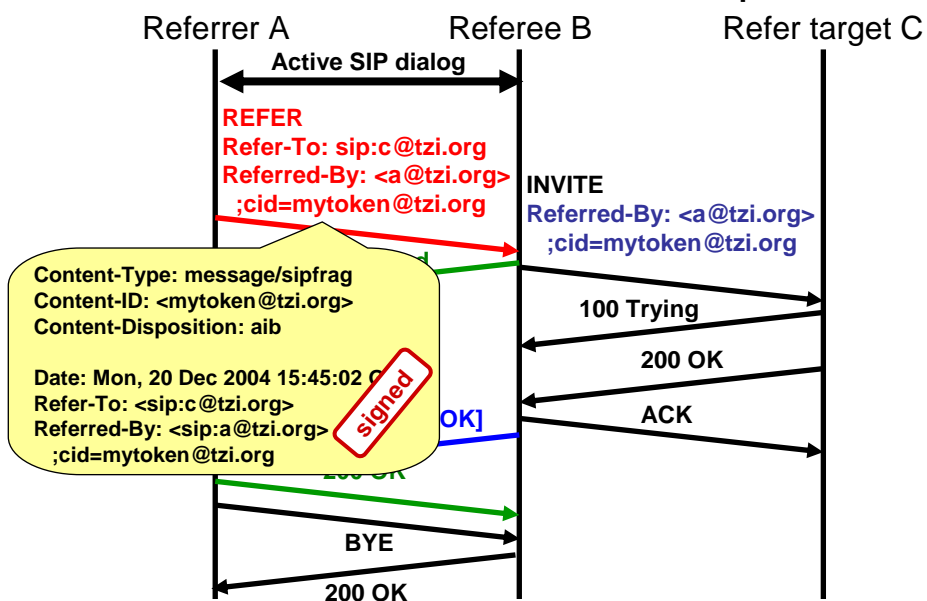 Referrer A
Referee B
Refer target C
Active SIP dialog
REFER
Refer-To: sip:c@tzi.org
Referred-By: <a@tzi.org>
;cid=mytoken@tzi.org
INVITE
Referred-By: <a@tzi.org>
;cid=mytoken@tzi.org
Content-Type: message/sipfrag
Content-ID: <mytoken@tzi.org>
Content-Disposition: aib
Date: Mon, 20 Dec 2004 15:45:02
Refer-To: <sip:c@tzi.org>
Referred-By: <sip:a@tzi.org>
;cid=mytoken@tzi.org
signed
100 Trying
200 OK
ACK
OK]
200 OK
BYE
200 OK